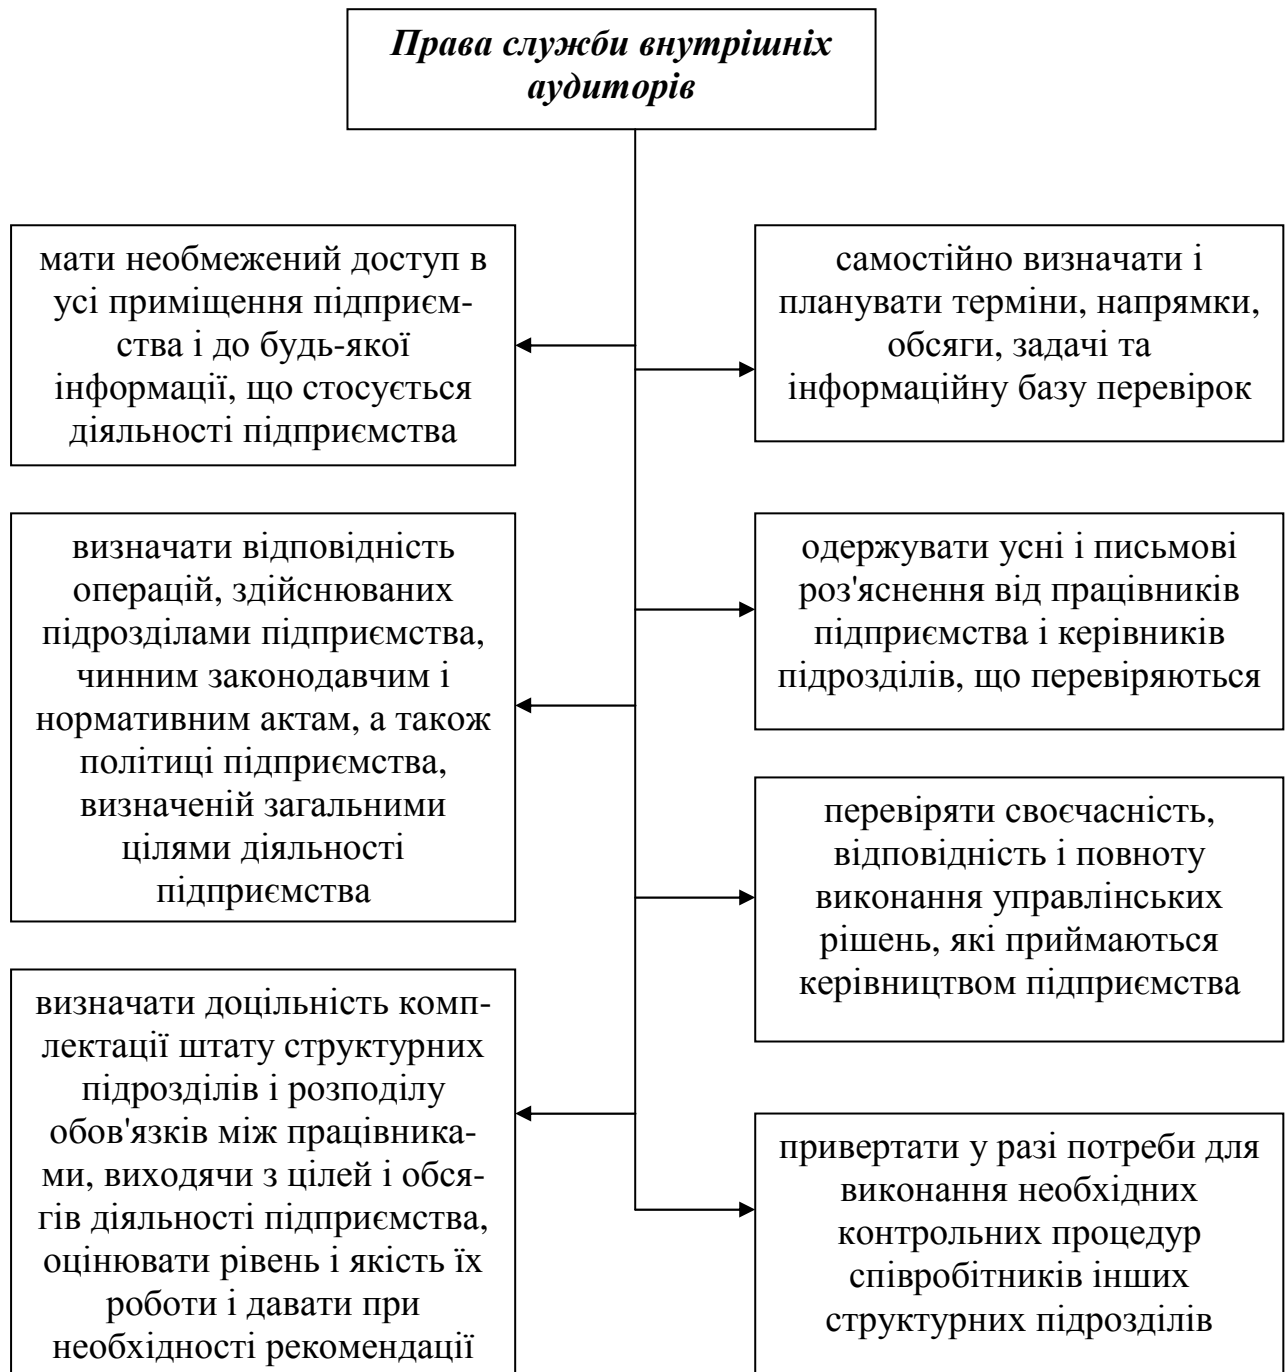 Права служби внутрішніх
аудиторів
мати необмежений доступ в
усі приміщення підприєм-
ства і до будь-якої
інформації, що стосується
діяльності підприємства
самостійно визначати і
планувати терміни, напрямки,
обсяги, задачі та
інформаційну базу перевірок
визначати відповідність
операцій, здійснюваних
підрозділами підприємства,
чинним законодавчим і
нормативним актам, а також
політиці підприємства,
визначеній загальними
цілями діяльності
підприємства
одержувати усні і письмові
роз'яснення від працівників
підприємства і керівників
підрозділів, що перевіряються
перевіряти своєчасність,
відповідність і повноту
виконання управлінських
рішень, які приймаються
керівництвом підприємства
визначати доцільність комп-
лектації штату структурних
підрозділів і розподілу
обов'язків між працівника-
ми, виходячи з цілей і обся-
гів діяльності підприємства,
оцінювати рівень і якість їх
роботи і давати при
необхідності рекомендації
привертати у разі потреби для
виконання необхідних
контрольних процедур
співробітників інших
структурних підрозділів